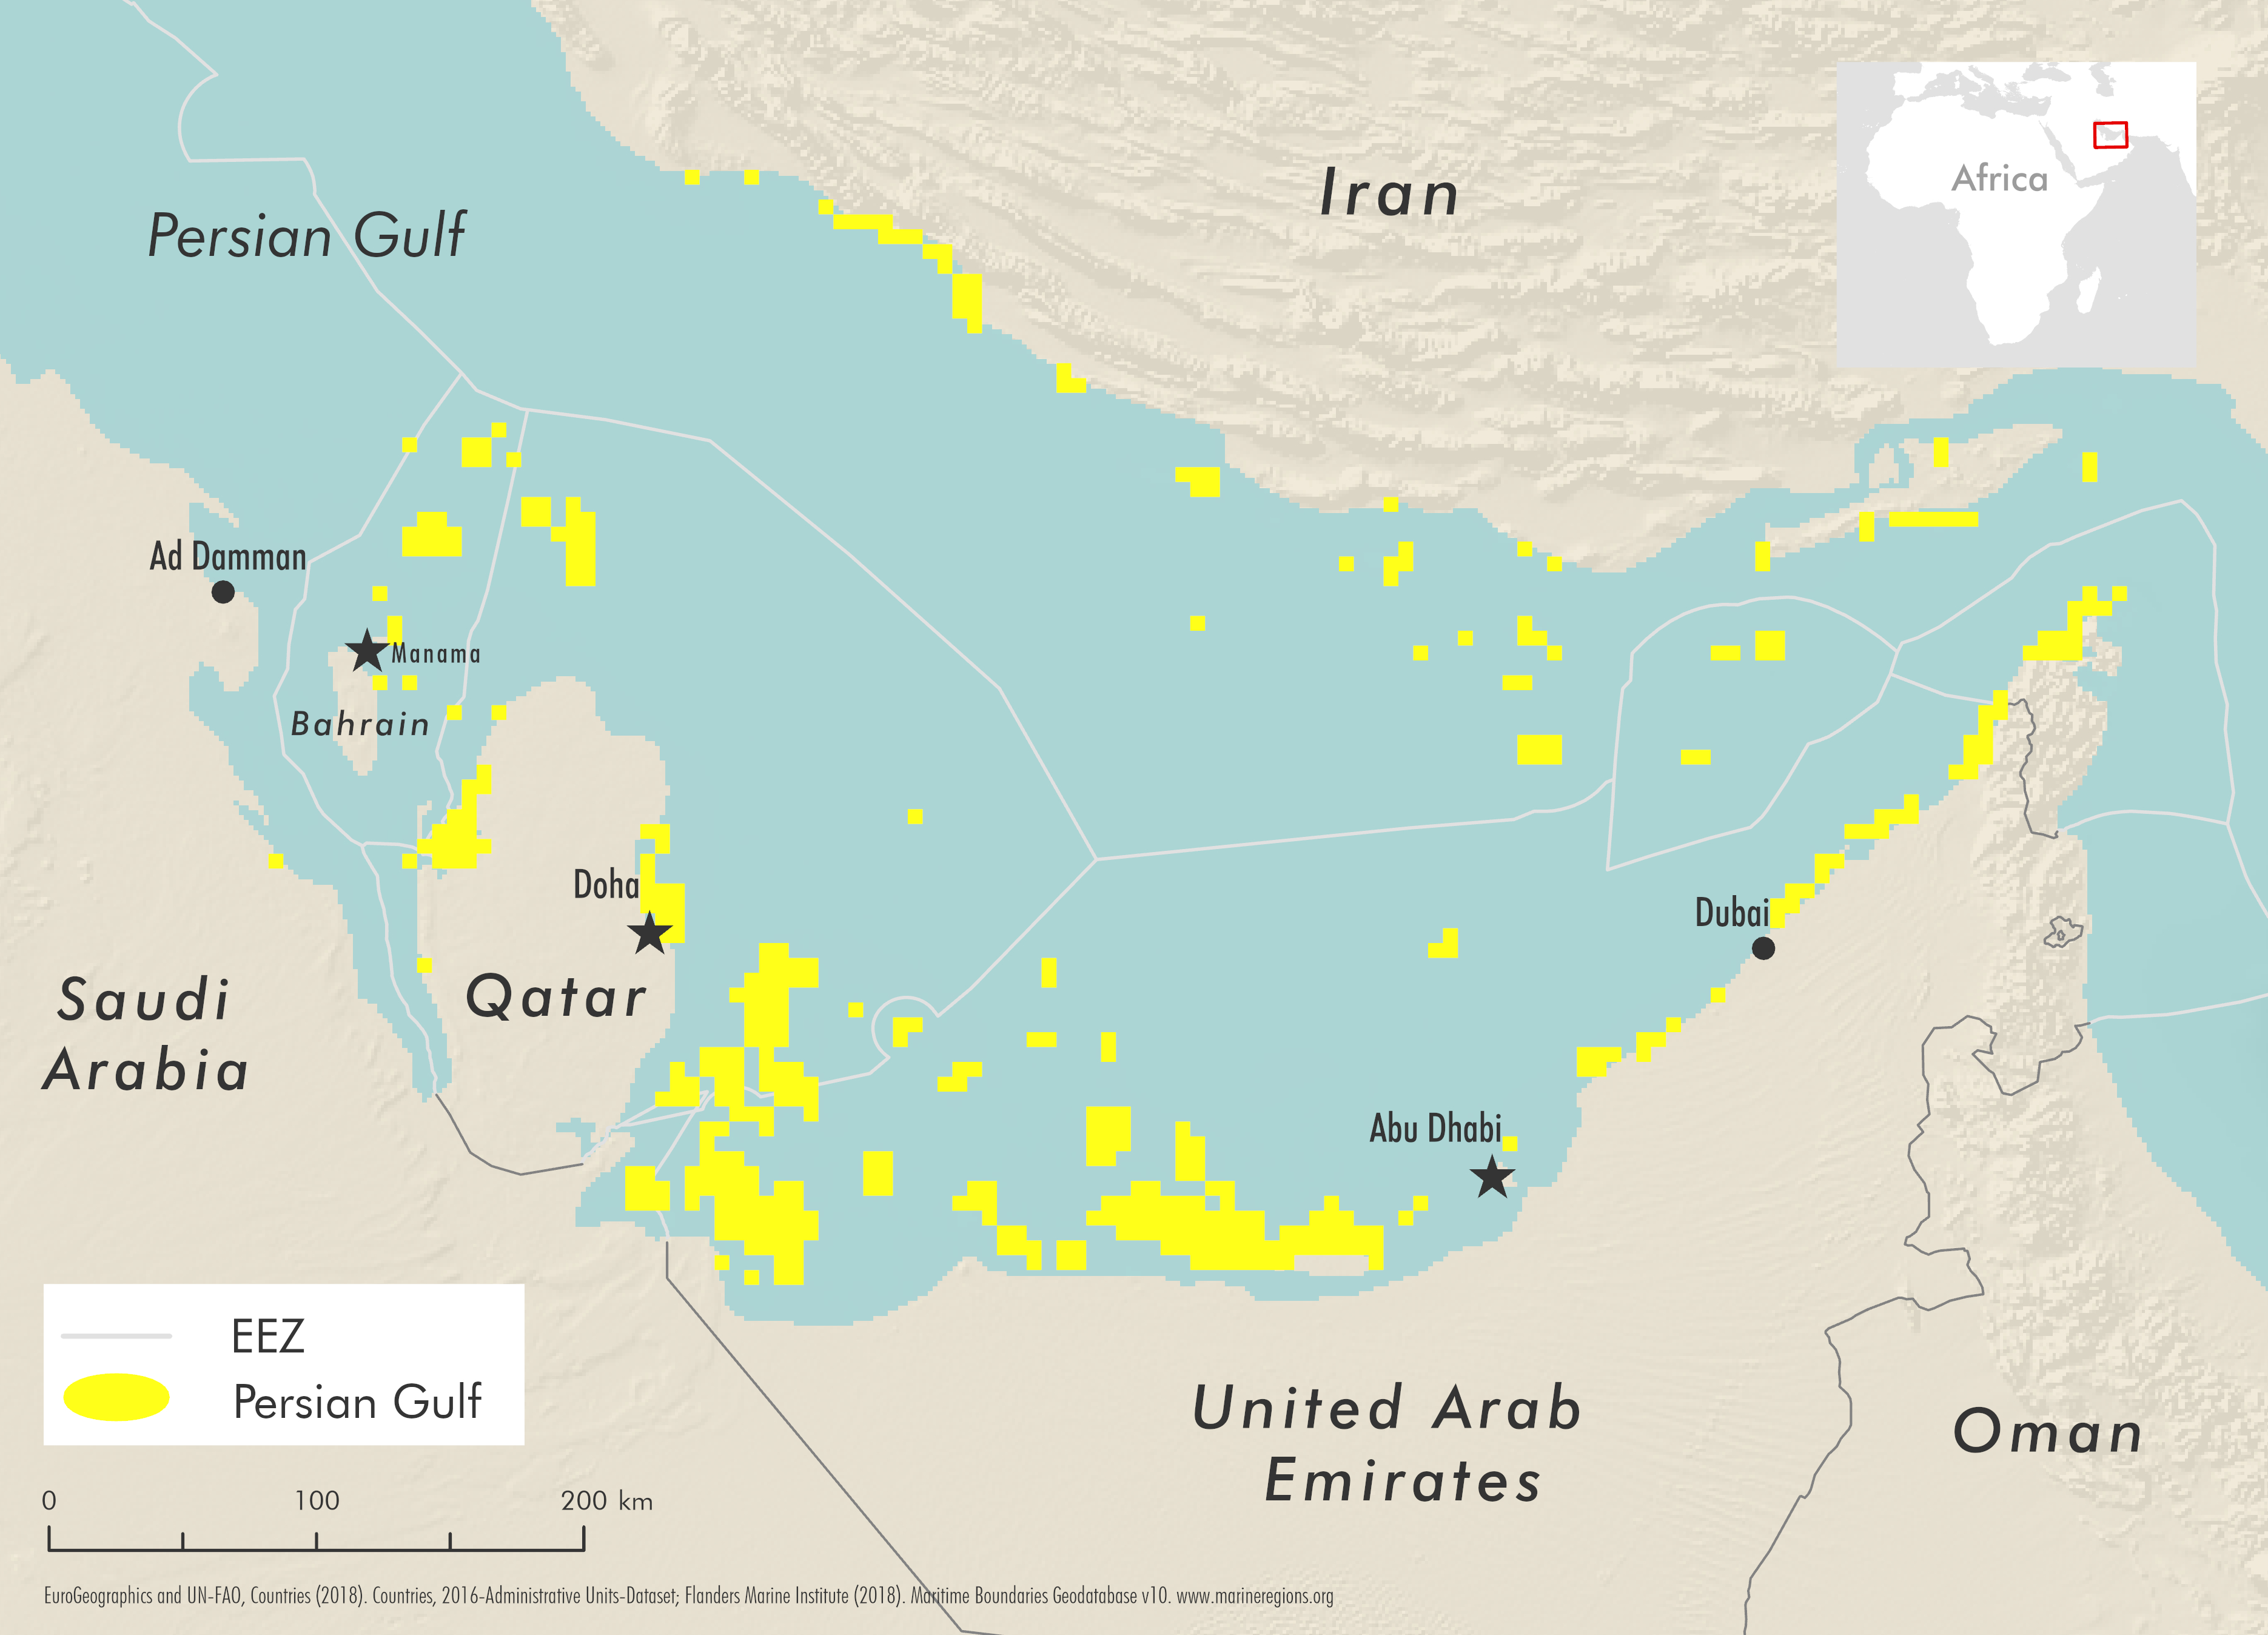 Iran
Africa
Persian Gulf
Ad Damman
Manama
Bahrain
Doha
Dubai
Qatar
Saudi
Arabia
Abu Dhabi
EEZ
Persian Gulf
United Arab
Emirates
Oman
0 100 200 km
EuroGeographics and UN-FAO, Countries (2018). Countries, 2016-Administrative Units-Dataset; Flanders Marine Institute (2018). Maritime Boundaries Geodatabase v10. www.marineregions.org